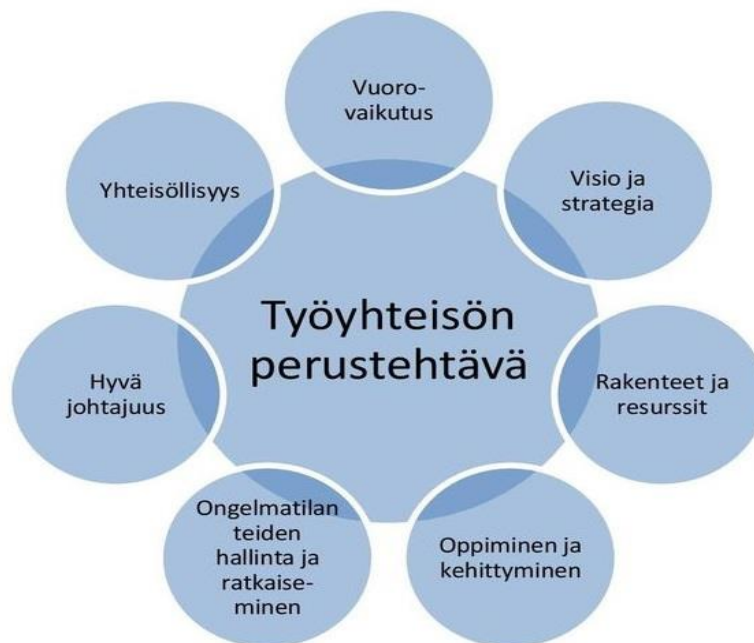 Vuoro-
vaikutus
Visio ja
strategia
Rakenteet ja
resurssit
Oppiminen ja
kehittyminen
Ongelmatilan
teiden
hallinta ja
ratkaise-
minen
Hyvä
johtajuus
Yhteisöllisyys
Työyhteisön
perustehtävä